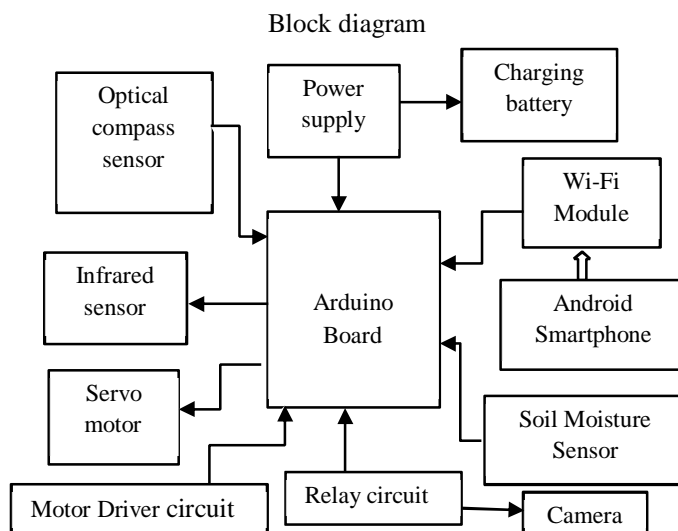 Block diagram
Optical
compass
sensor
Power
supply
Charging
battery
Wi-Fi
Module
Infrared
sensor
Arduino
Board
Android
Smartphone
Servo
motor
Soil Moisture
Sensor
Motor Driver circuit
Relay circuit
Camera